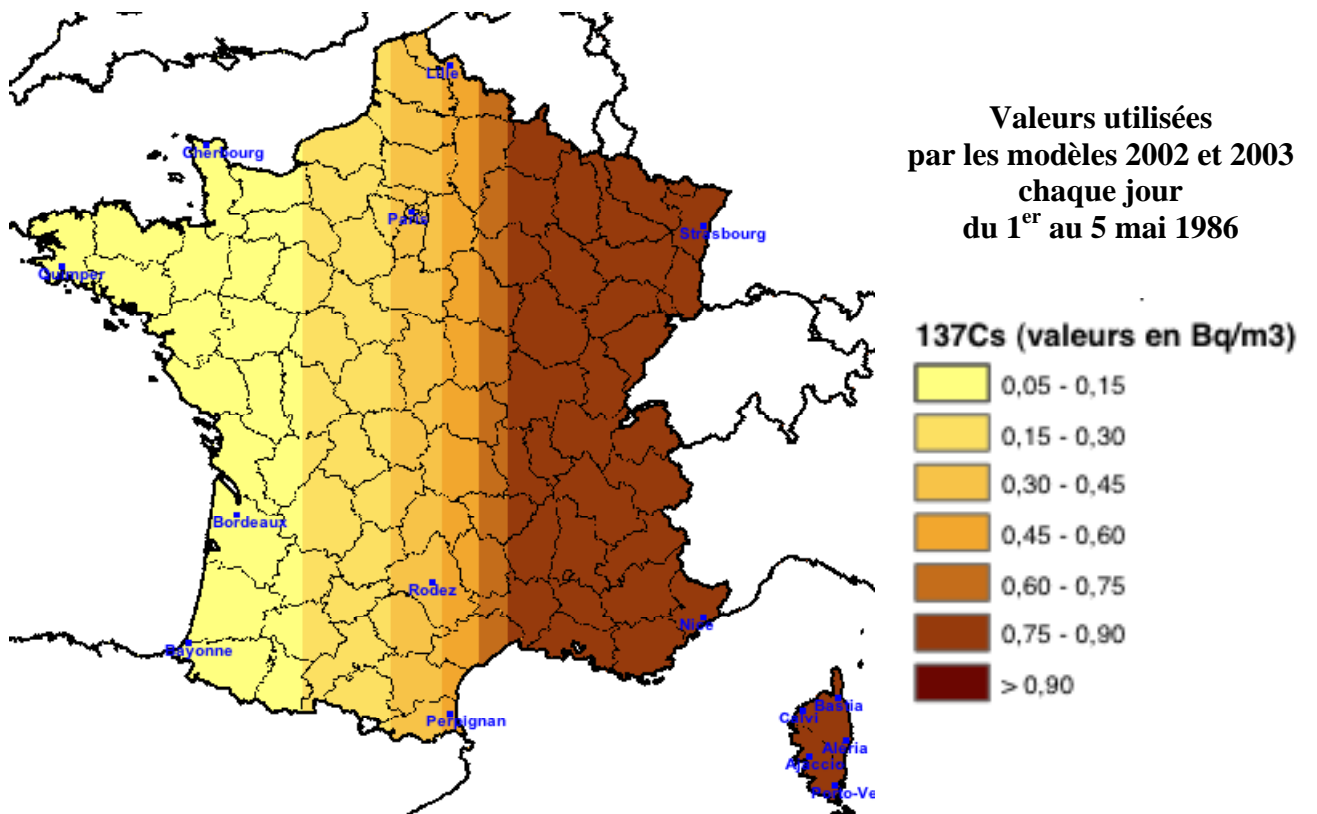 Lille
Cherbourg
Paris
Strasbourg
Quimper
Bordeaux
Rodez
Nice
Bayonne
Perpignan
Bastia
Calvi
Aléria
Ajaccio
Porto-Ve
Valeurs utilisées
par les modèles 2002 et 2003
chaque jour
du 1er au 5 mai 1986
137Cs (valeurs en Bq/m3)
0,05 - 0,15
0,15 - 0,30
0,30 - 0,45
0,45 - 0,60
0,60 - 0,75
0,75 - 0,90
> 0,90